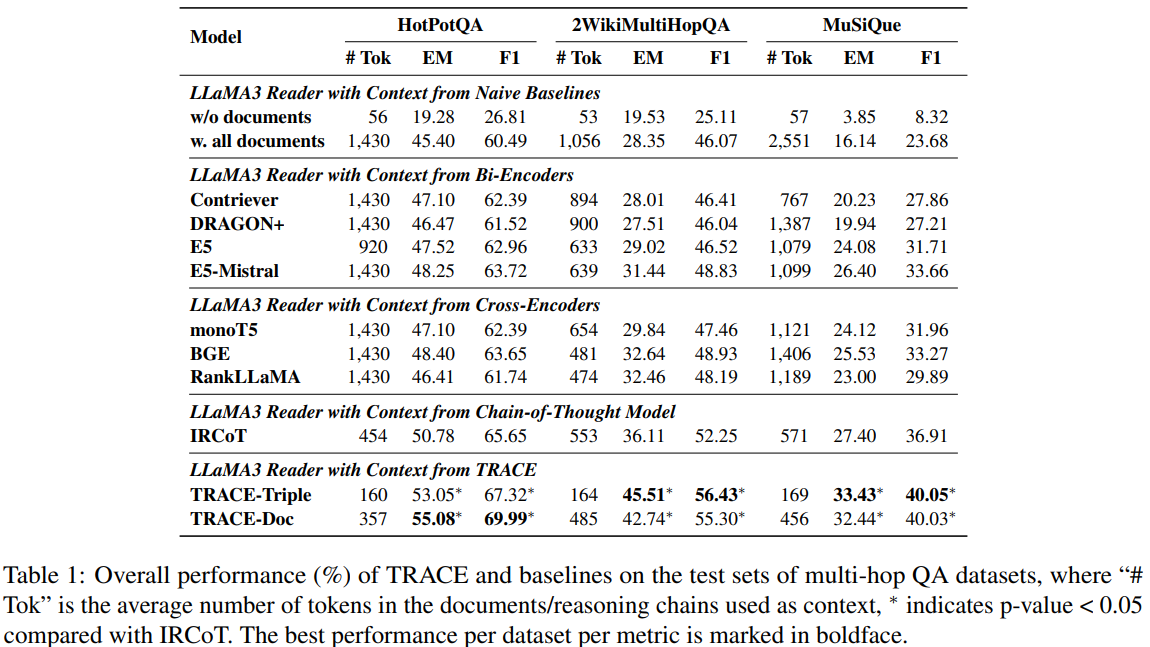 Model HotPotQA 2WikiMultiHopQA MuSiQue
# Tok EM F1 # Tok EM F1 # Tok EM F1
LLaMA3 Reader with Context from Naive Baselines
w/o documents 56 19.28 26.81 53 19.53 25.11 57 3.85 8.32
w. all documents 1,430 45.40 60.49 1,056 28.35 46.07 2,551 16.14 23.68
LLaMA3 Reader with Context from Bi-Encoders
Contriever 1,430 47.10 62.39 894 28.01 46.41 767 20.23 27.86
DRAGON+ 1,430 46.47 61.52 900 27.51 46.04 1,387 19.94 27.21
E5 920 47.52 62.96 633 29.02 46.52 1,079 24.08 31.71
E5-Mistral 1,430 48.25 63.72 639 31.44 48.83 1,099 26.40 33.66
LLaMA3 Reader with Context from Cross-Encoders
monoT5 1,430 47.10 62.39 654 29.84 47.46 1,121 24.12 31.96
BGE 1,430 48.40 63.65 481 32.64 48.93 1,406 25.53 33.27
RankLLaMA 1,430 46.41 61.74 474 32.46 48.19 1,189 23.00 29.89
LLaMA3 Reader with Context from Chain-of-Thought Model
IRCoT 454 50.78 65.65 553 36.11 52.25 571 27.40 36.91
LLaMA3 Reader with Context from TRACE
TRACE-Triple 160 53.05* 67.32* 164 45.51* 56.43* 169 33.43* 40.05*
TRACE-Doc 357 55.08* 69.99* 485 42.74* 55.30* 456 32.44* 40.03*
Table 1: Overall performance (%) of TRACE and baselines on the test sets of multi-hop QA datasets, where “#
Tok” is the average number of tokens in the documents/reasoning chains used as context, * indicates p-value < 0.05
compared with IRCoT. The best performance per dataset per metric is marked in boldface.